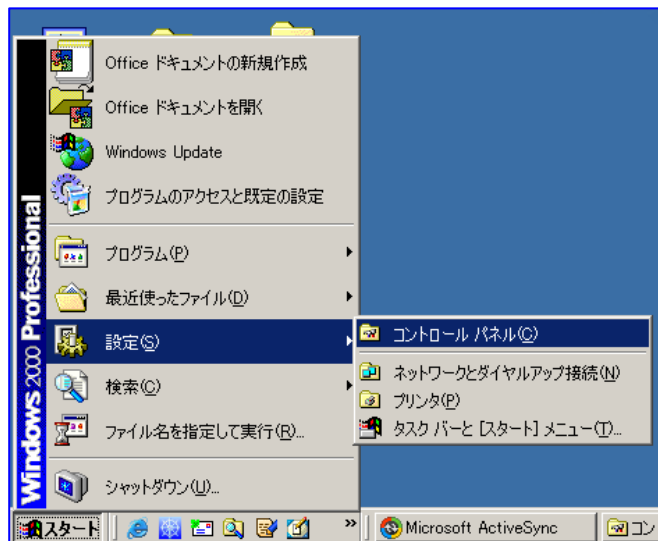 Office ドキュメントの新規作成
Office ドキュメントを開く
Windows Update
プログラムのアクセスと既定の設定
プログラム(P)
最近使ったファイル(D)
設定(S)
検索(C)
ファイル名を指定して実行(R)...
シャットダウン(U)...
Windows 2000 Professional
コントロール パネル(C)
ネットワークとダイヤルアップ接続(N)
プリンタ(P)
タスク バーと [スタート] メニュー(T)...
スタート
»
Microsoft ActiveSync
コン